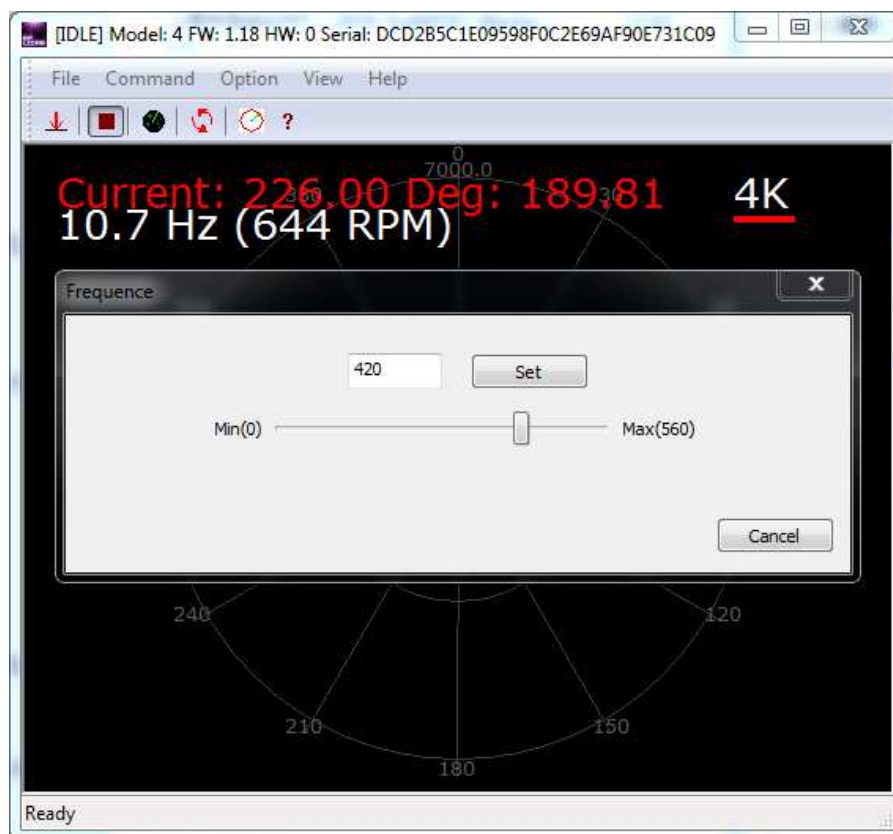 [IDLE] Model: 4 FW: 1.18 HW: 0 Serial: DCD2B5C1E09598F0C2E69AF90E731C09
File Command Option View Help
?
0
7000.0
Current: 226.00 Deg: 189.81 4K
330 30
10.7 Hz (644 RPM)
Frequence
420 Set
Min(0) Max(560)
Cancel
240 120
210 150
180
Ready